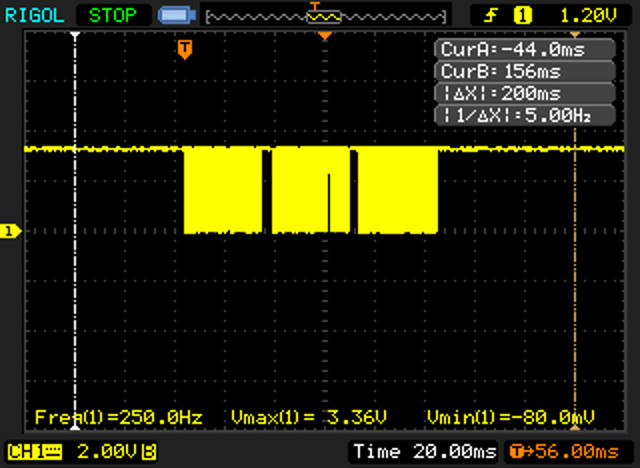 RIGOL STOP T 1 1.20V
CurA:-44.0ms
CurB: 156ms
|ΔX|: 200ms
|1/ΔX|: 5.00Hz
T
1
Freq(1)=250.0Hz Vmax(1)= 3.36V Vmin(1)=-80.0mV
CH1 2.00V B Time 20.00ms T→56.00ms